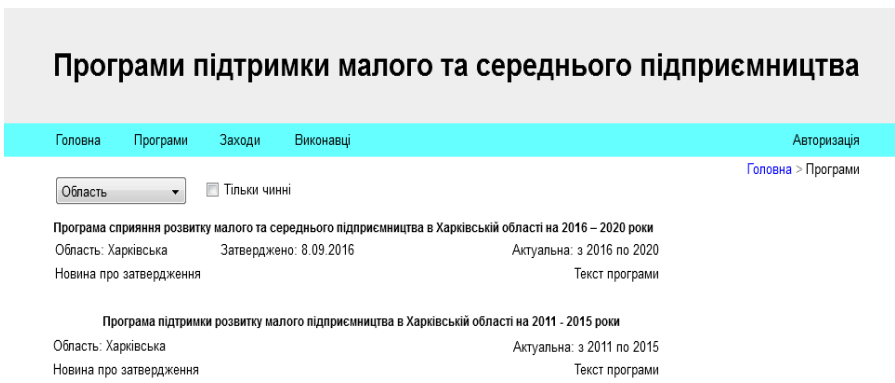 Програми підтримки малого та середнього підприємництва
Головна Програми Заходи Виконавці Авторизація
Головна > Програми
Область Тільки чинні
Програма сприяння розвитку малого та середнього підприємництва в Харківській області на 2016 – 2020 роки
Область: Харківська Затверджено: 8.09.2016 Актуальна: з 2016 по 2020
Новина про затвердження Текст програми
Програма підтримки розвитку малого підприємництва в Харківській області на 2011 - 2015 роки
Область: Харківська Актуальна: з 2011 по 2015
Новина про затвердження Текст програми